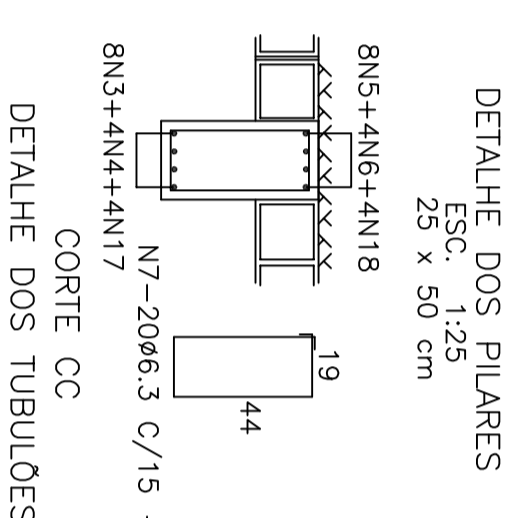 DETALHE DOS PILARES
ESC. 1:25
25 x 50 cm
8N5+4N6+4N18
19
44
N7-20ø6.3 C/15
8N3+4N4+4N17
CORTE CC
DETALHE DOS TUBULÕES